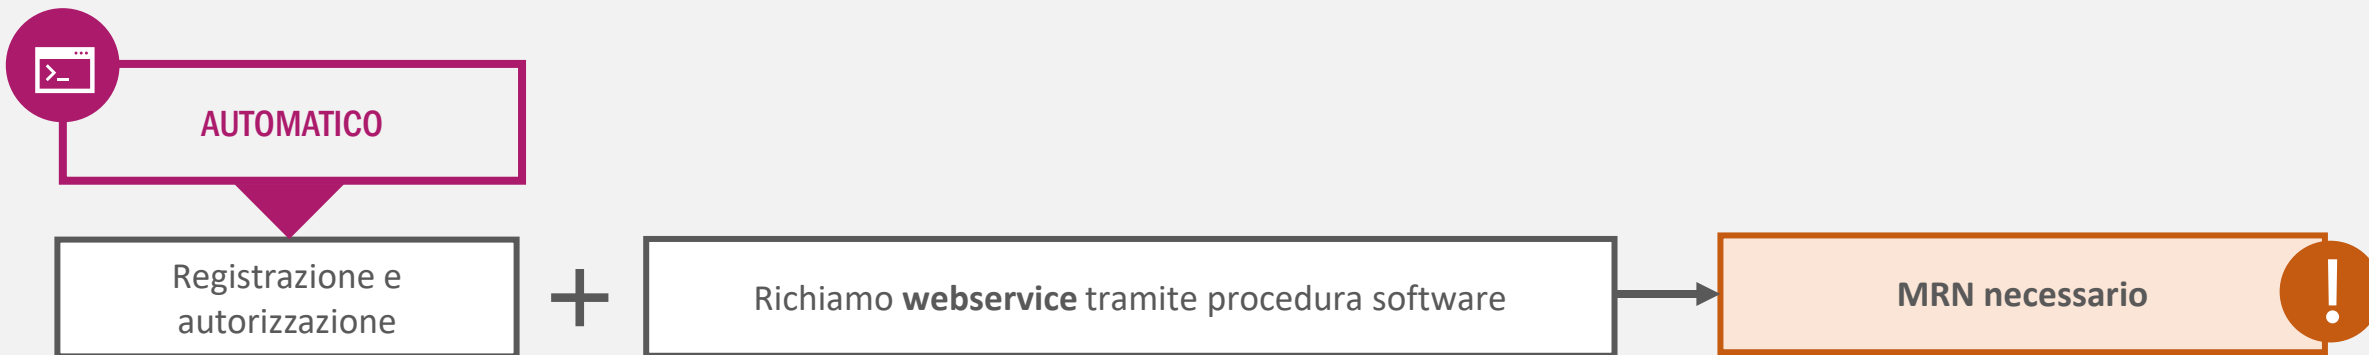 AUTOMATICO
Registrazione e
autorizzazione
+
Richiamo webservice tramite procedura software
MRN necessario
!